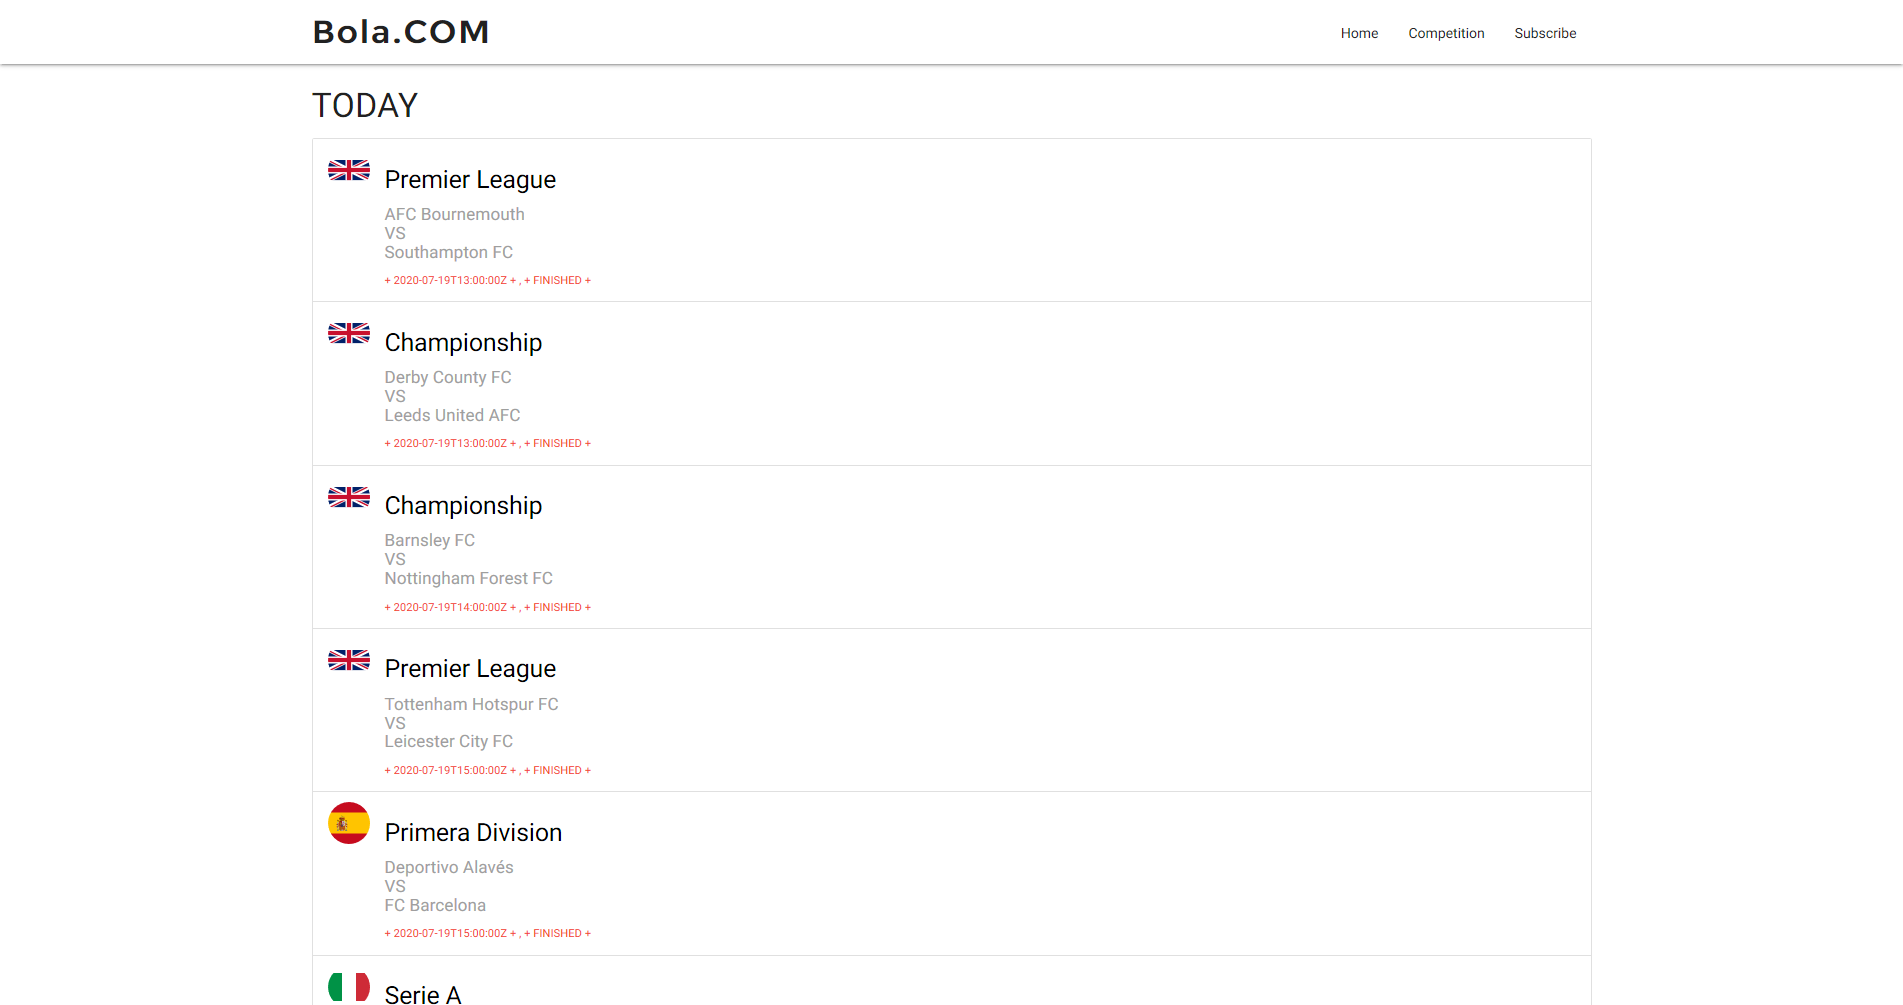 Bola.COM
Home Competition Subscribe
TODAY
Premier League
AFC Bournemouth
VS
Southampton FC
+ 2020-07-19T13:00:00Z + , + FINISHED +
Championship
Derby County FC
VS
Leeds United AFC
+ 2020-07-19T13:00:00Z + , + FINISHED +
Championship
Barnsley FC
VS
Nottingham Forest FC
+ 2020-07-19T14:00:00Z + , + FINISHED +
Premier League
Tottenham Hotspur FC
VS
Leicester City FC
+ 2020-07-19T15:00:00Z + , + FINISHED +
Primera Division
Deportivo Alavés
VS
FC Barcelona
+ 2020-07-19T15:00:00Z + , + FINISHED +
Serie A